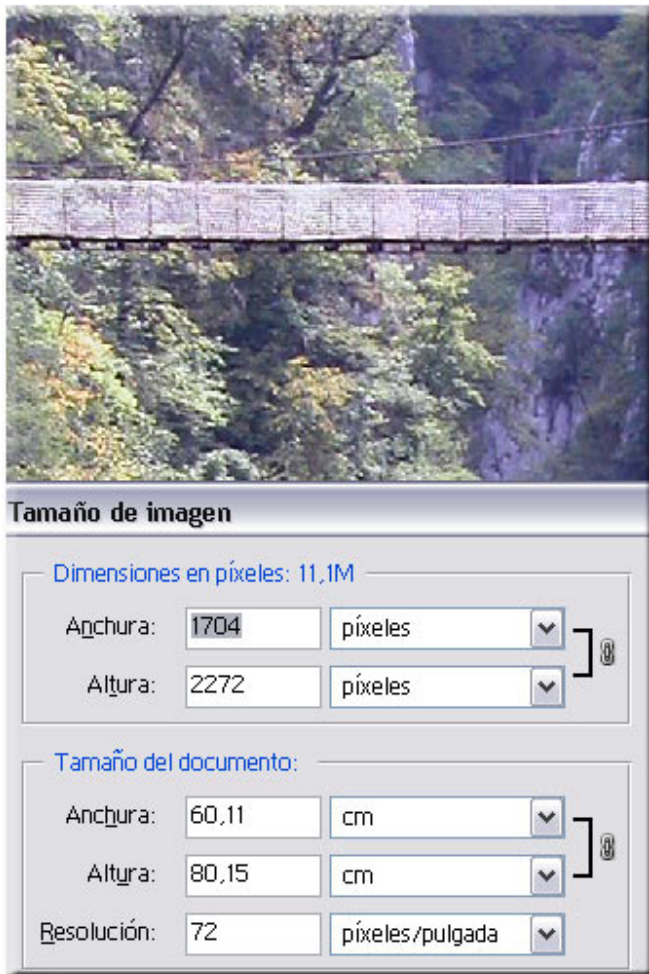 Tamaño de imagen
Dimensiones en píxeles: 11,1M
Anchura: 1704 píxeles
Altura: 2272 píxeles
Tamaño del documento:
Anchura: 60,11 cm
Altura: 80,15 cm
Resolución: 72 píxeles/pulgada